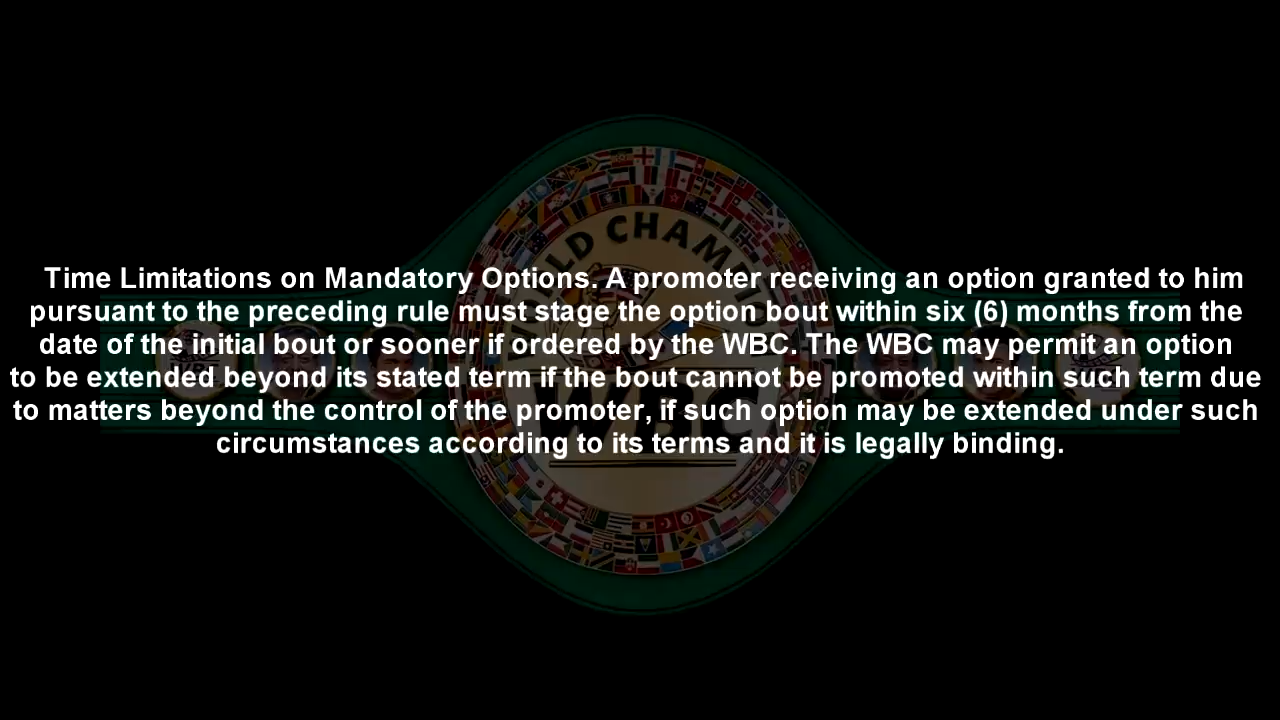 Time Limitations on Mandatory Options. A promoter receiving an option granted to him
pursuant to the preceding rule must stage the option bout within six (6) months from the
date of the initial bout or sooner if ordered by the WBC. The WBC may permit an option
to be extended beyond its stated term if the bout cannot be promoted within such term due
to matters beyond the control of the promoter, if such option may be extended under such
circumstances according to its terms and it is legally binding.
WORLD CHAM
WBC